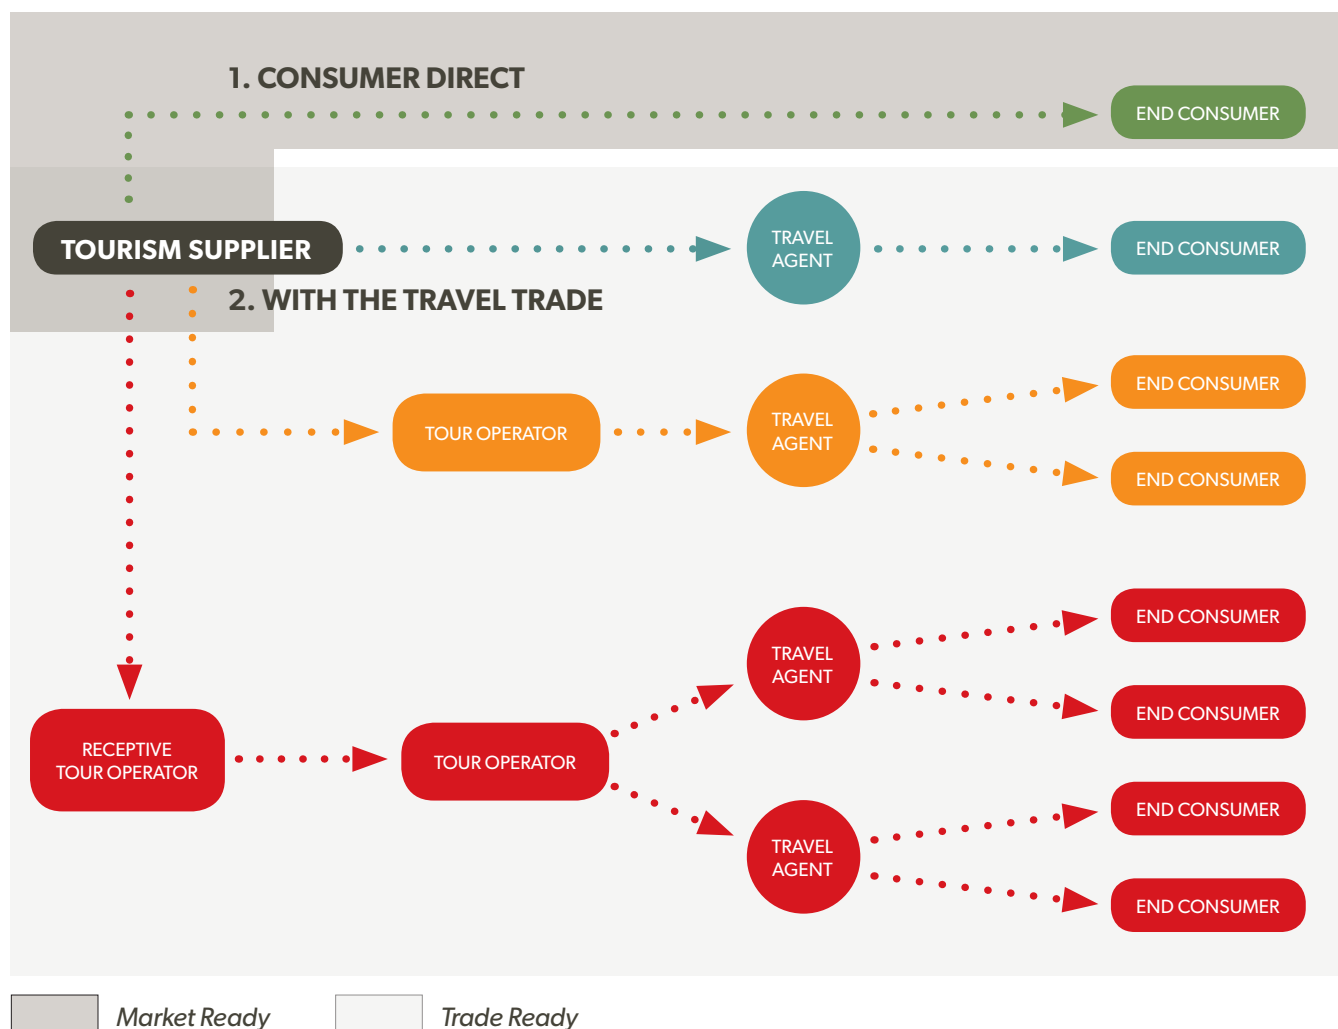 1. CONSUMER DIRECT
END CONSUMER
TOURISM SUPPLIER
TRAVEL
AGENT
END CONSUMER
2. WITH THE TRAVEL TRADE
END CONSUMER
TOUR OPERATOR
TRAVEL
AGENT
END CONSUMER
END CONSUMER
TRAVEL
AGENT
END CONSUMER
RECEPTIVE
TOUR OPERATOR
TOUR OPERATOR
END CONSUMER
TRAVEL
AGENT
END CONSUMER
Market Ready
Trade Ready